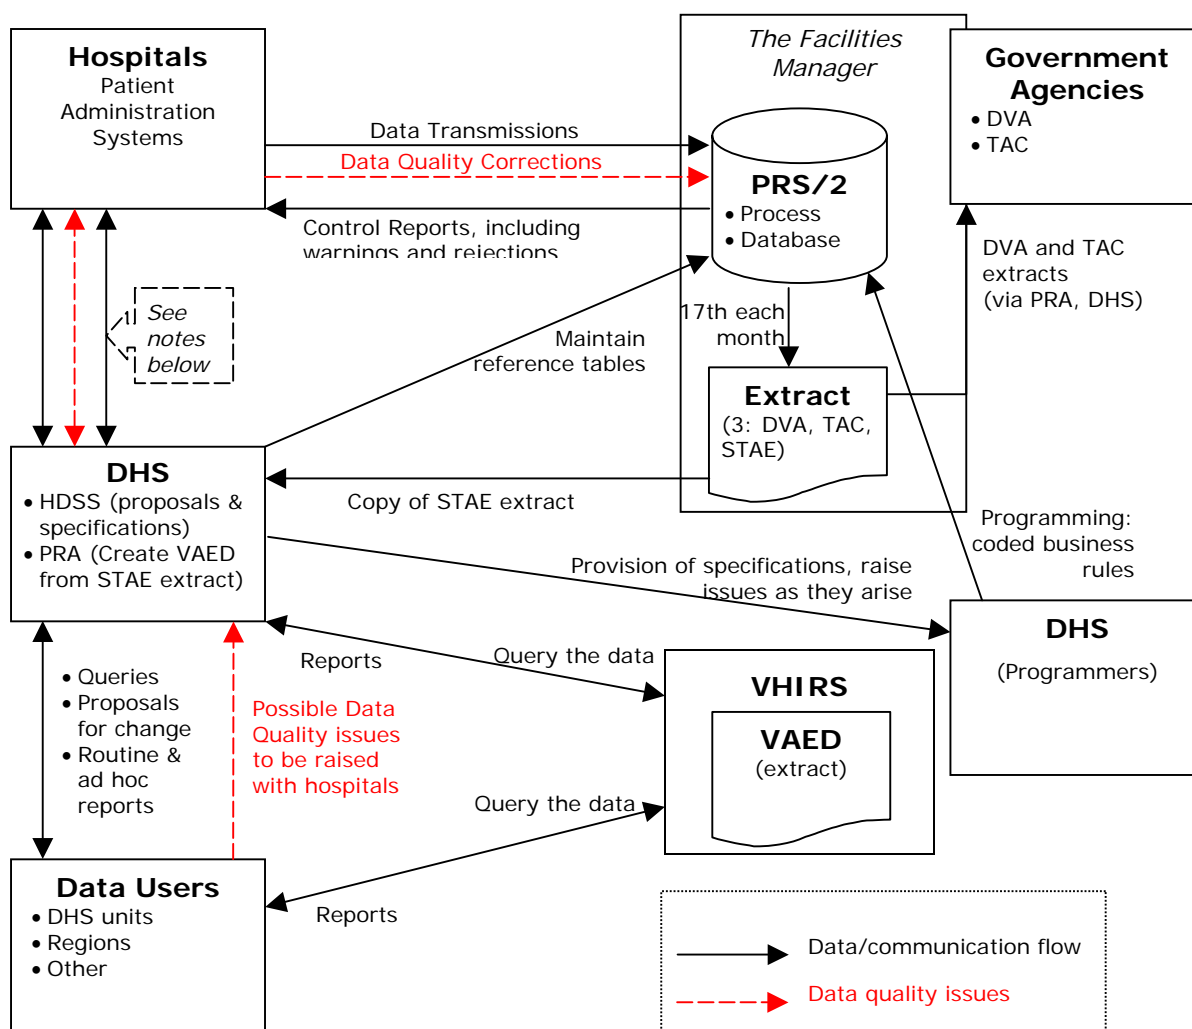 Hospitals
Patient
Administration
Systems
The Facilities
Manager
Government
Agencies
• DVA
• TAC
Data Transmissions
Data Quality Corrections
Control Reports, including
warnings and rejections
PRS/2
• Process
• Database
DVA and TAC
extracts
(via PRA, DHS)
See
notes
below
17th each
month
Maintain
reference tables
Extract
(3: DVA, TAC,
STAE)
DHS
• HDSS (proposals &
specifications)
• PRA (Create VAED
from STAE extract)
Copy of STAE extract
Programming:
coded business
rules
Provision of specifications, raise
issues as they arise
DHS
(Programmers)
Reports
Query the data
VHIRS
VAED
(extract)
• Queries
• Proposals
for change
• Routine &
ad hoc
reports
Possible Data
Quality issues
to be raised
with hospitals
Query the data
Reports
Data Users
• DHS units
• Regions
• Other
Data/communication flow
Data quality issues